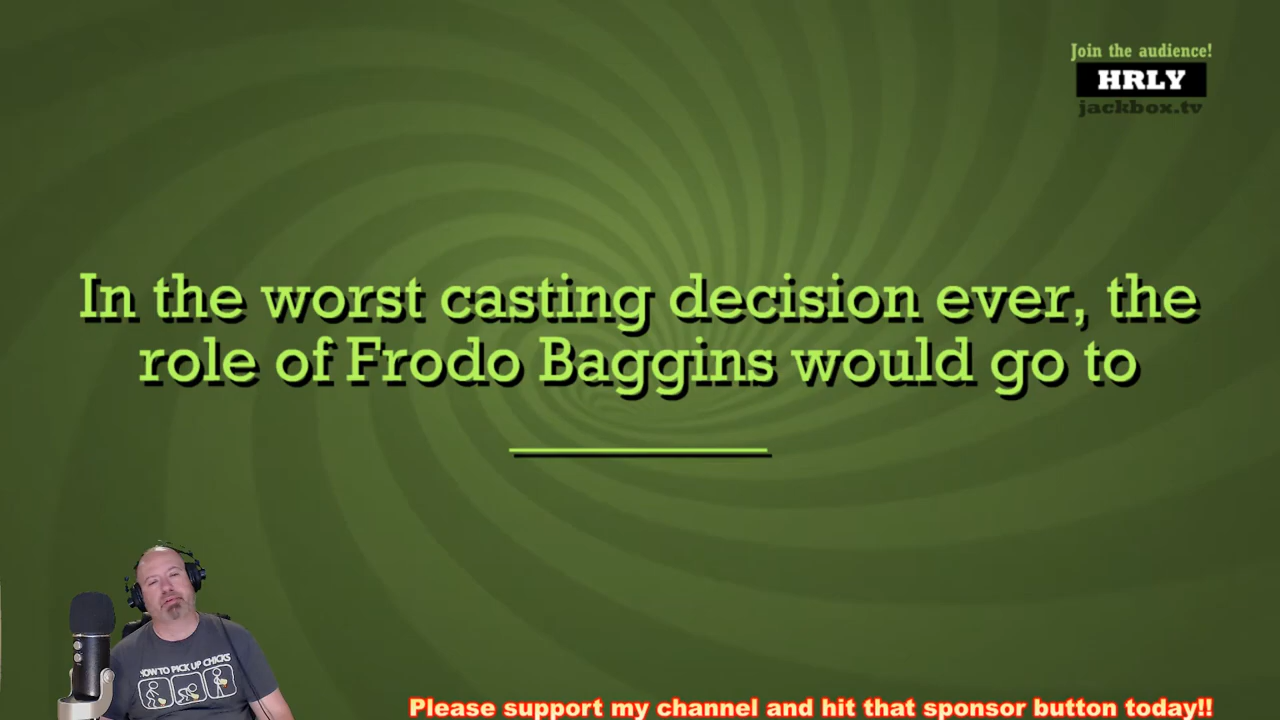 Join the audience!
HRLY
jackbox.tv
In the worst casting decision ever, the
role of Frodo Baggins would go to
HOW TO PICK UP CHICKS
Please support my channel and hit that sponsor button today!!